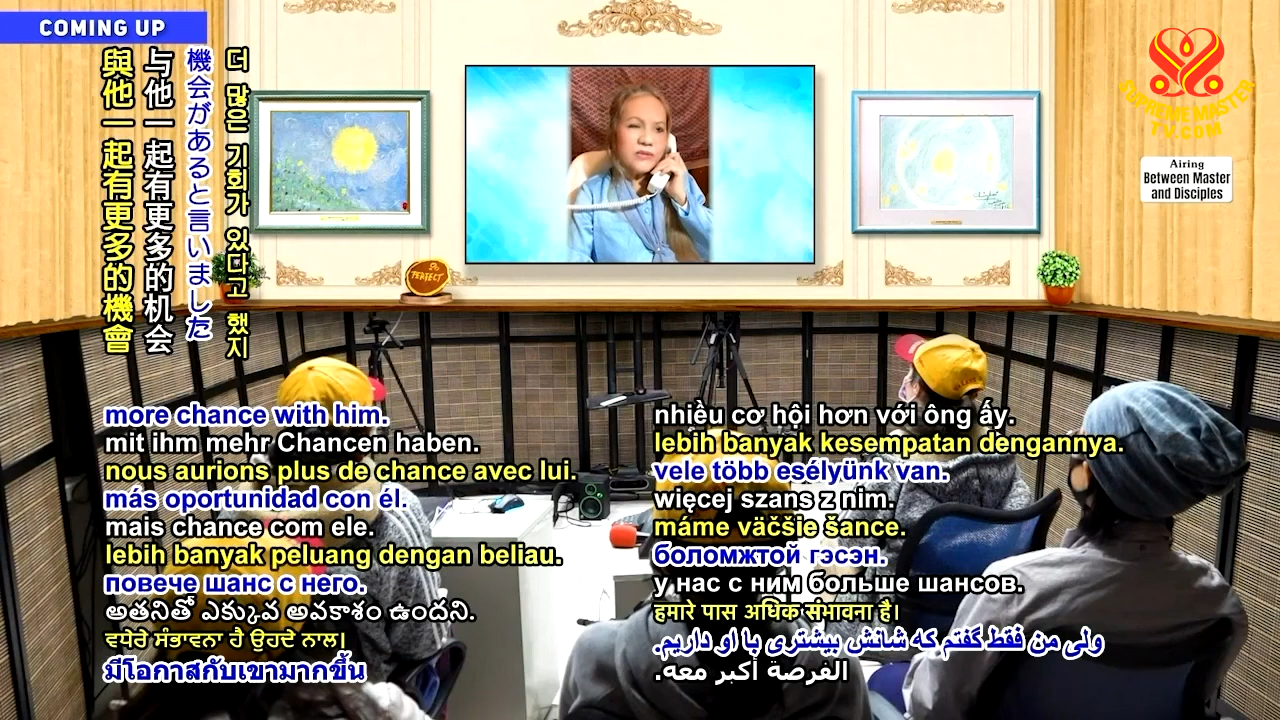 COMING UP
與他一起有更多的機會
与他一起有更多的机会
機会があると言いました
더 많은 기회가 있다고 했지
SUPREME MASTER
TV.COM
Airing
Between Master
and Disciples
PERFECT
more chance with him.
mit ihm mehr Chancen haben.
nous aurions plus de chance avec lui.
más oportunidad con él.
mais chance com ele.
lebih banyak peluang dengan beliau.
повече шанс с него.
అతనితో ఎక్కువ అవకాశం ఉందని.
ਵਧੇਰੇ ਸੰਭਾਵਨਾ ਹੈ ਉਹਦੇ ਨਾਲ।
มีโอกาสกับเขามากขึ้น
nhiều cơ hội hơn với ông ấy.
lebih banyak kesempatan dengannya.
vele több esélyünk van.
więcej szans z nim.
máme väčšie šance.
боломжтой гэсэн.
у нас с ним больше шансов.
हमारे पास अधिक संभावना है।
ولی من فقط گفتم که شانش بیشتری با او داریم.
الفرصة أكبر معه.